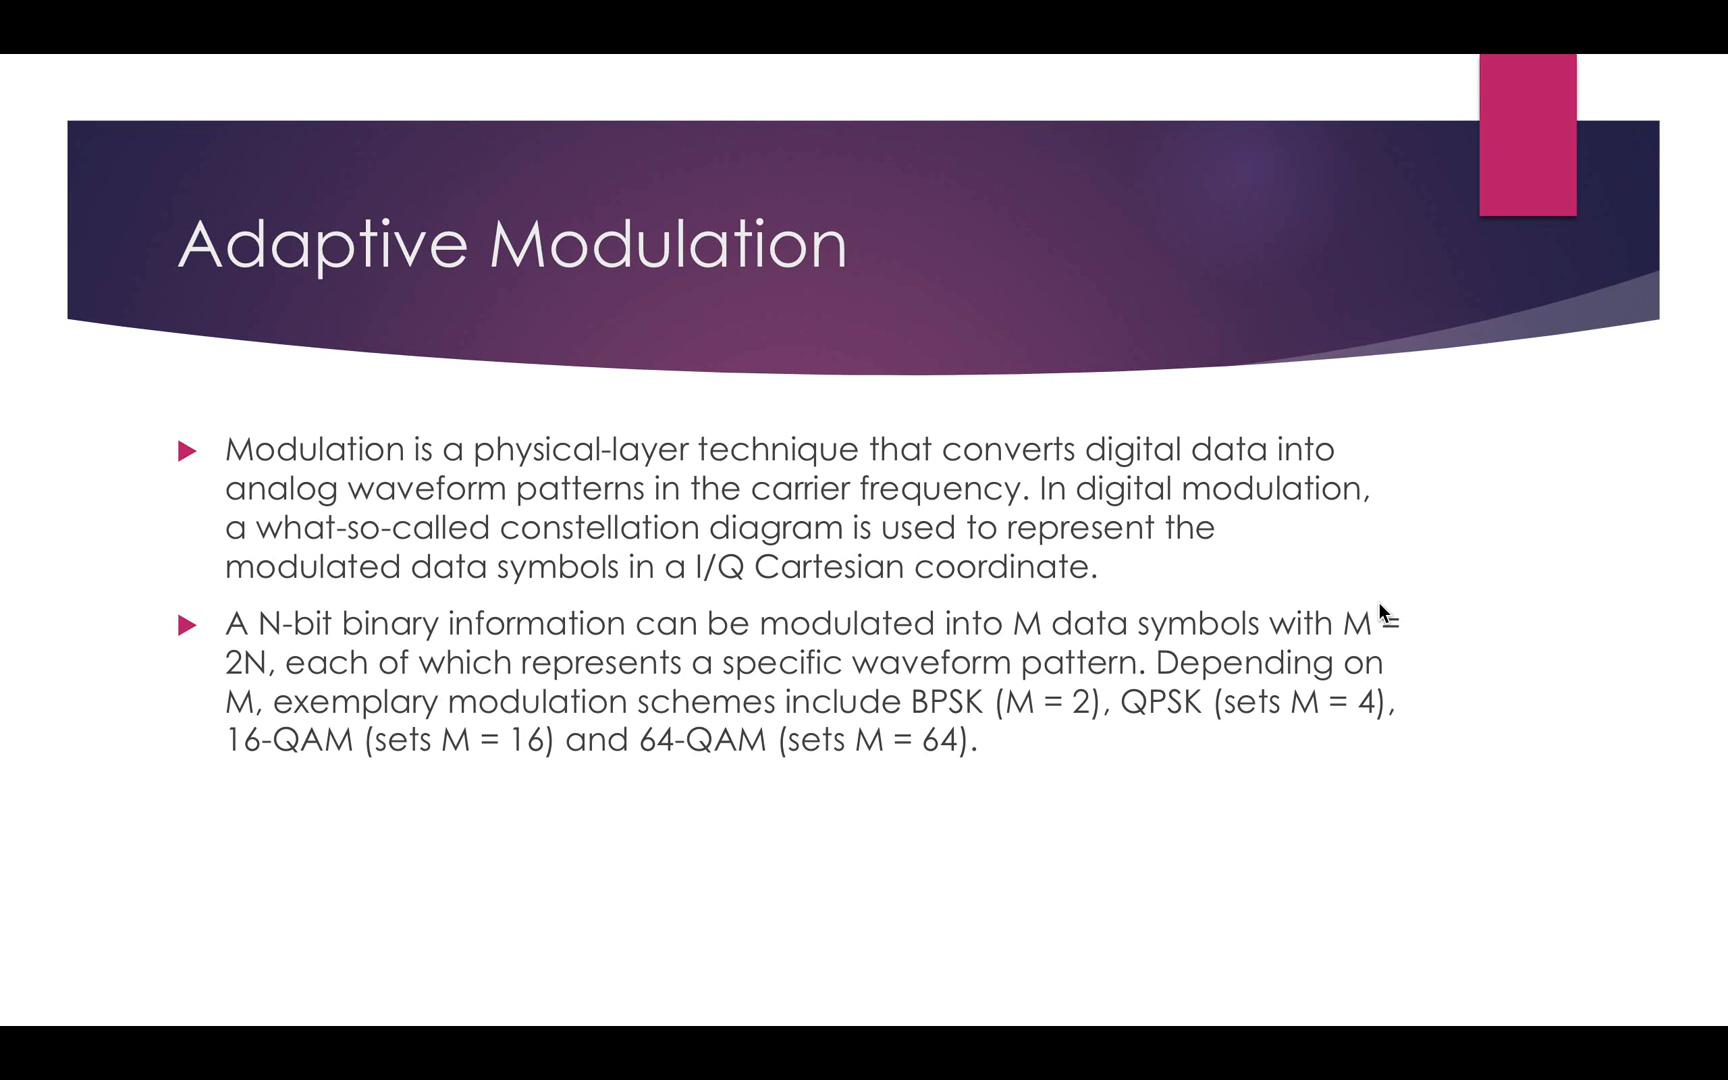 Adaptive Modulation
Modulation is a physical-layer technique that converts digital data into
analog waveform patterns in the carrier frequency. In digital modulation,
a what-so-called constellation diagram is used to represent the
modulated data symbols in a I/Q Cartesian coordinate.
A N-bit binary information can be modulated into M data symbols with M =
2N, each of which represents a specific waveform pattern. Depending on
M, exemplary modulation schemes include BPSK (M = 2), QPSK (sets M = 4),
16-QAM (sets M = 16) and 64-QAM (sets M = 64).